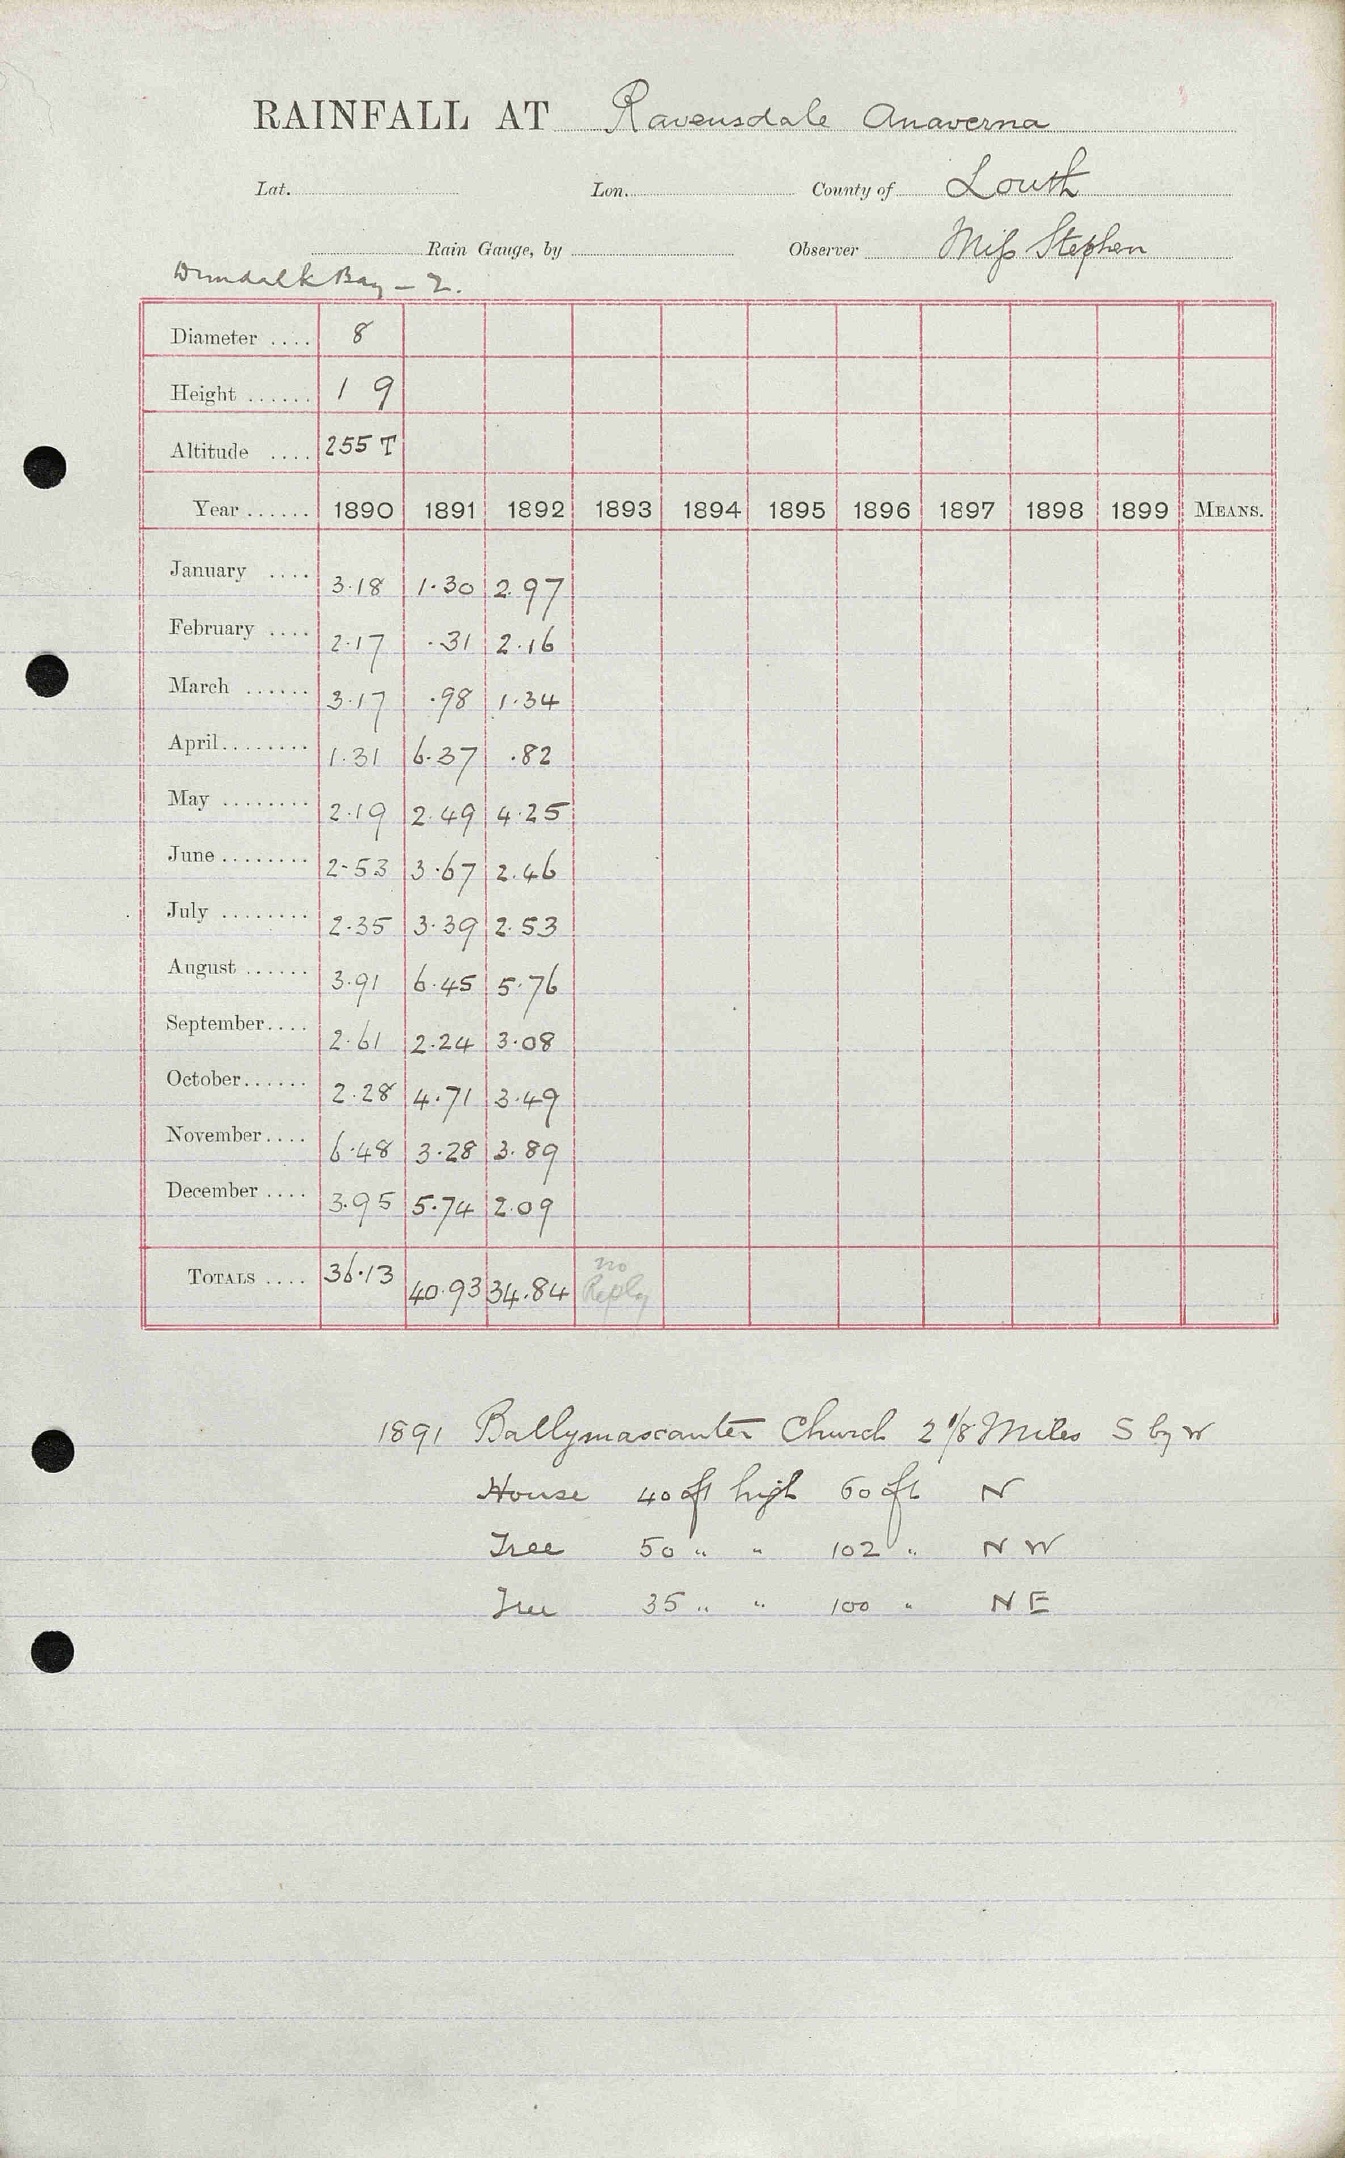 RAINFALL AT Ravensdale Anaverna
Lat. Lon. County of Louth
Rain Gauge, by Observer Miss Stephen
Dundalk Bay – 2.
Diameter .... 8
Height ...... 1 9
Altitude .... 255 T
Year ...... 1890 1891 1892 1893 1894 1895 1896 1897 1898 1899 MEANS.
January .... 3.18 1.30 2.97
February .... 2.17 .31 2.16
March ...... 3.17 .98 1.34
April........ 1.31 6.37 .82
May ........ 2.19 2.49 4.25
June ........ 2.53 3.67 2.46
July ........ 2.35 3.39 2.53
August ...... 3.91 6.45 5.76
September.... 2.61 2.24 3.08
October...... 2.28 4.71 3.49
November.... 6.48 3.28 3.89
December .... 3.95 5.74 2.09
TOTALS .... 36.13 40.93 34.84 no Reply
1891 Ballymascanter Church 2 1/8 Miles S by W
House 40 ft high 60 ft N
Tree 50 " " 102 " N W
Tree 35 " " 100 " N E